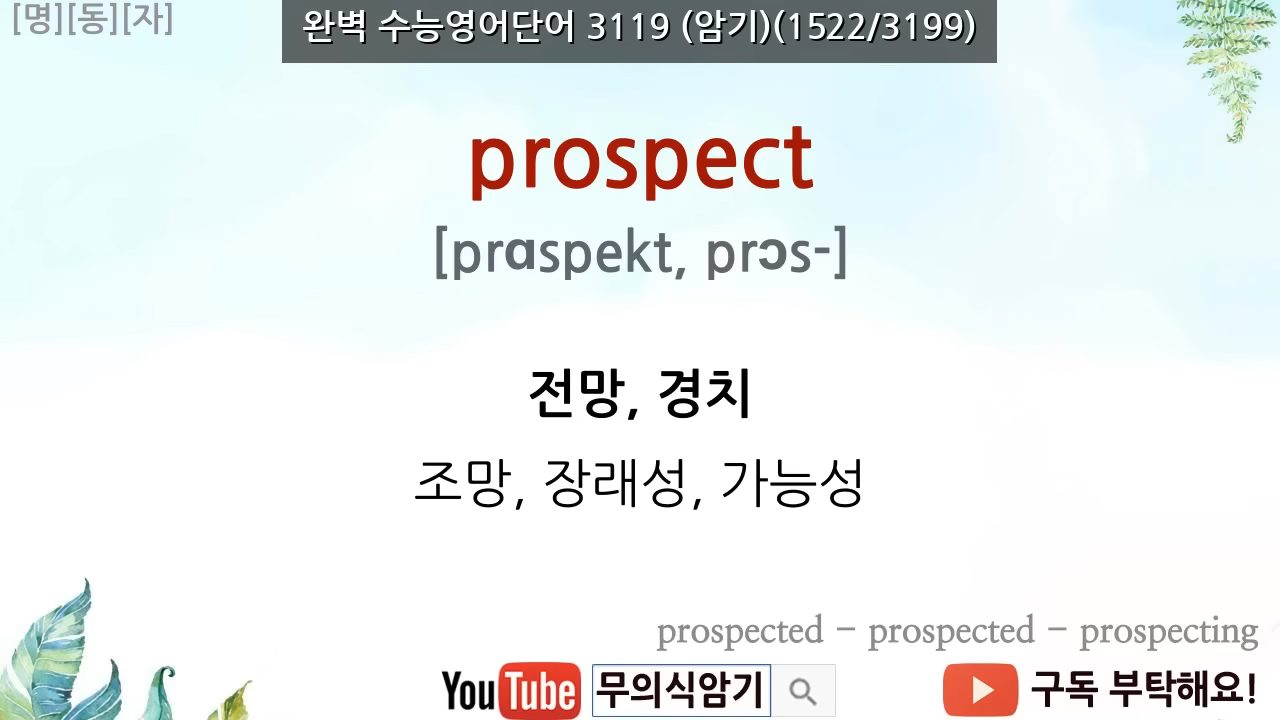 [명][동][자]
완벽 수능영어단어 3119 (암기)(1522/3199)
prospect
[prɑspekt, prɔs-]
전망, 경치
조망, 장래성, 가능성
prospected - prospected - prospecting
YouTube 무의식암기 구독 부탁해요!